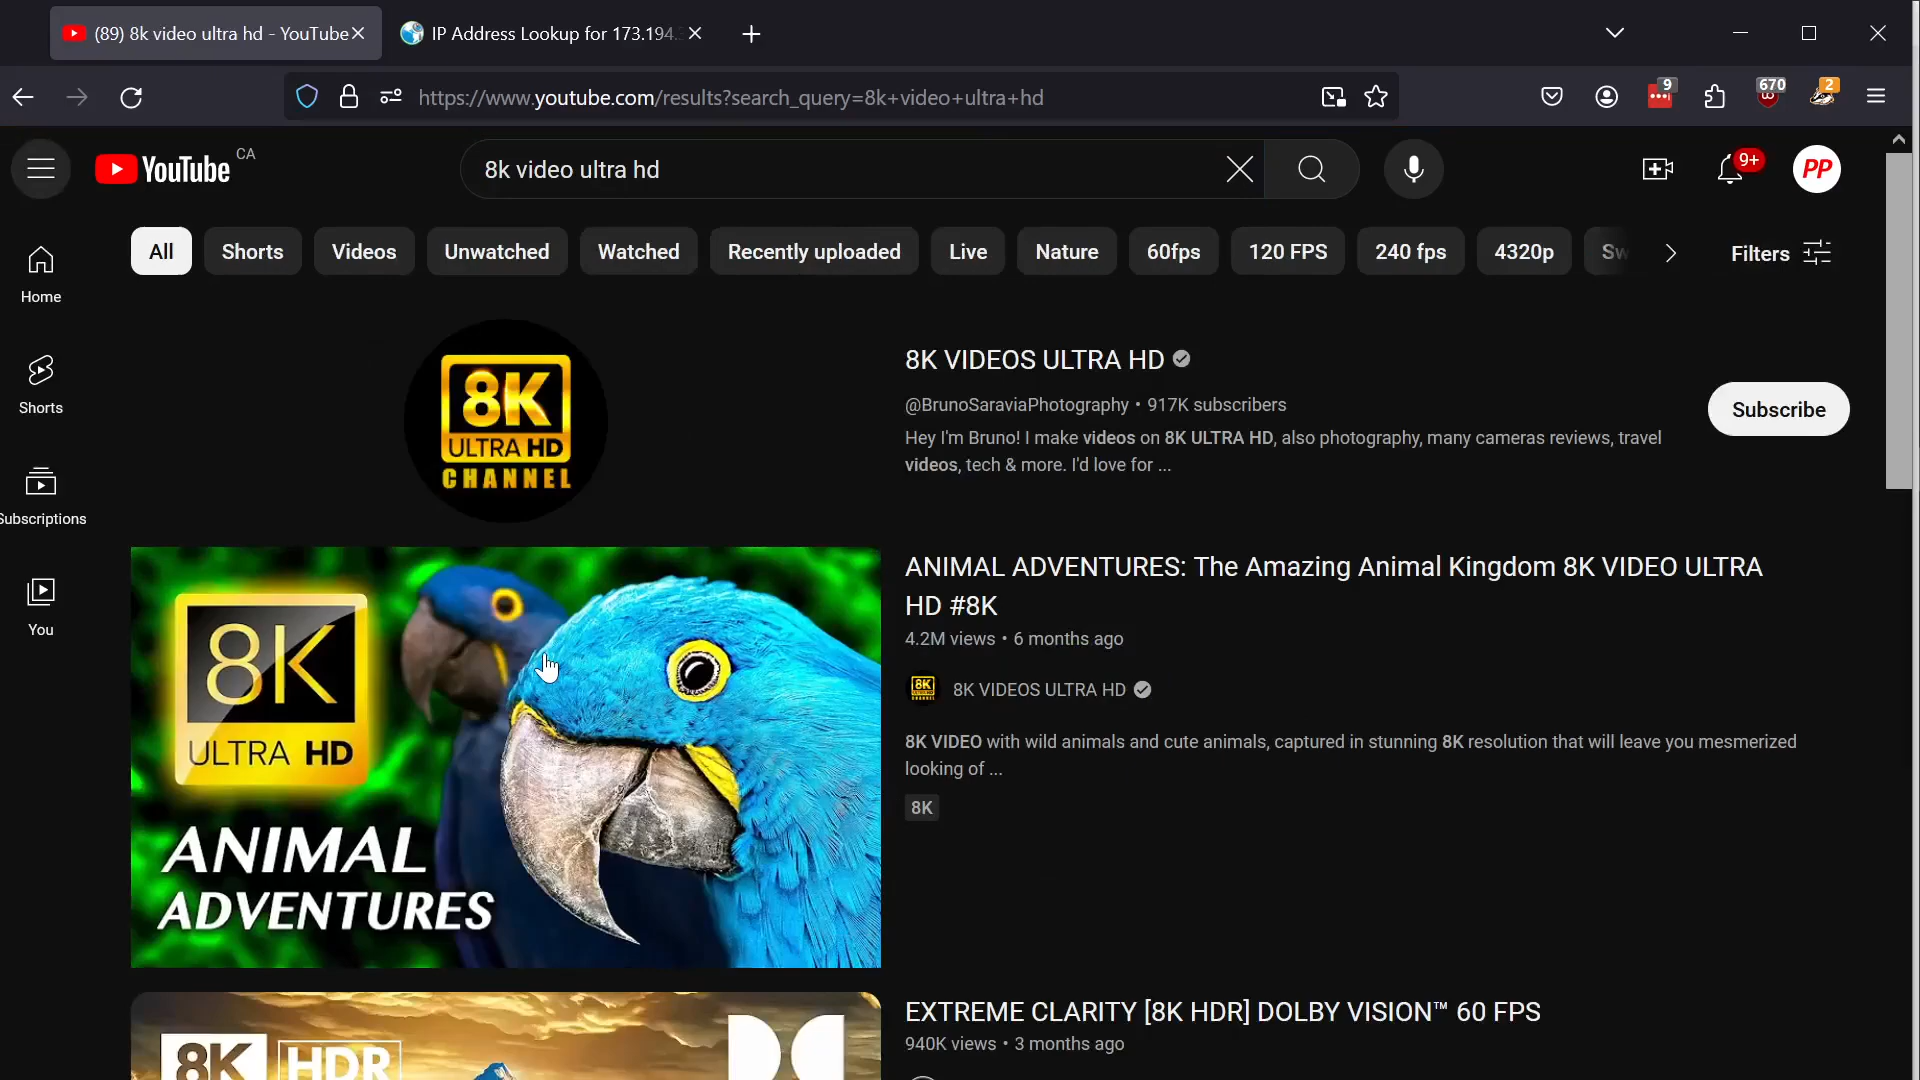 (89) 8k video ultra hd - YouTube
IP Address Lookup for 173.194.
https://www.youtube.com/results?search_query=8k+video+ultra+hd
9
670
2
YouTube CA
8k video ultra hd
9+
PP
All
Shorts
Videos
Unwatched
Watched
Recently uploaded
Live
Nature
60fps
120 FPS
240 fps
4320p
Sw
Filters
Home
Shorts
Subscriptions
You
8K
ULTRA HD
CHANNEL
8K VIDEOS ULTRA HD
@BrunoSaraviaPhotography • 917K subscribers
Hey I'm Bruno! I make videos on 8K ULTRA HD, also photography, many cameras reviews, travel
videos, tech & more. I'd love for ...
Subscribe
8K
ULTRA HD
ANIMAL
ADVENTURES
ANIMAL ADVENTURES: The Amazing Animal Kingdom 8K VIDEO ULTRA
HD #8K
4.2M views • 6 months ago
8K
8K VIDEOS ULTRA HD
8K VIDEO with wild animals and cute animals, captured in stunning 8K resolution that will leave you mesmerized
looking of ...
8K
8K HDR
EXTREME CLARITY [8K HDR] DOLBY VISION™ 60 FPS
940K views • 3 months ago